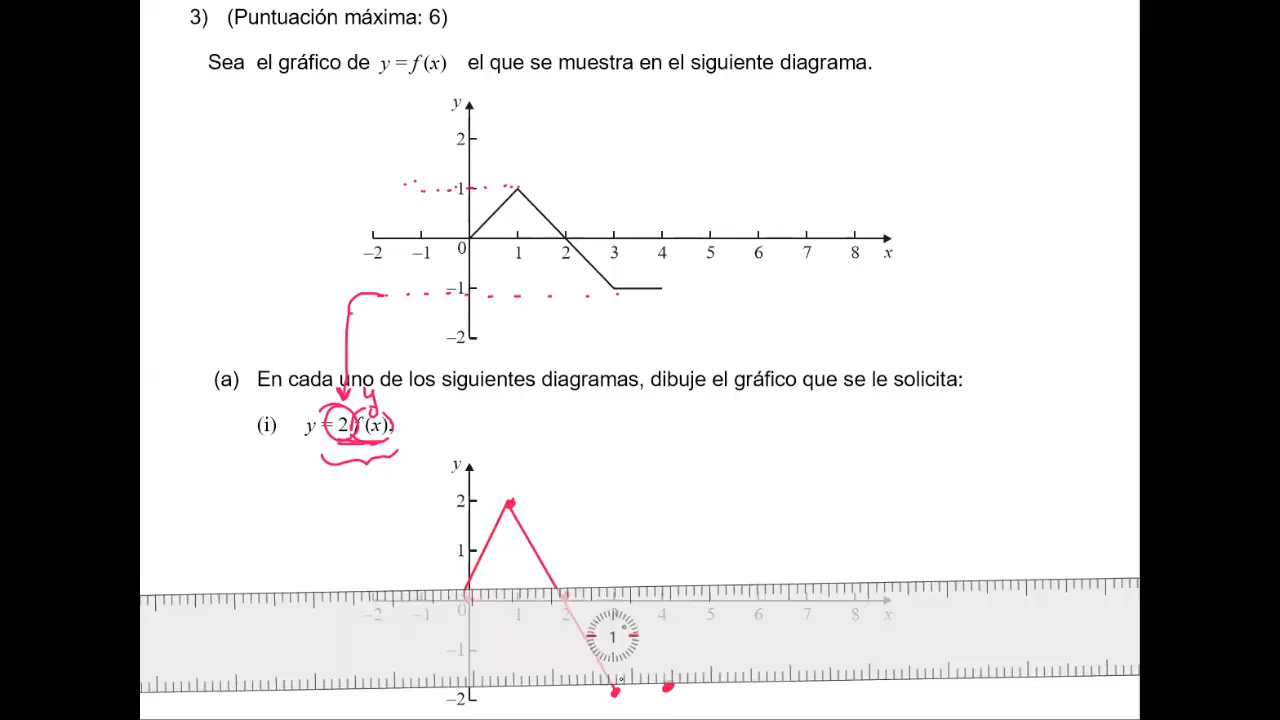 3) (Puntuación máxima: 6)
Sea el gráfico de y = f (x) el que se muestra en el siguiente diagrama.
y
2
1
–2 –1 0 1 2 3 4 5 6 7 8 x
–1
–2
(a) En cada uno de los siguientes diagramas, dibuje el gráfico que se le solicita:
y
(i) y = 2 f (x).
y
2
1
–2 –1 0 1 2 3 4 5 6 7 8 x
1°
–1
–2